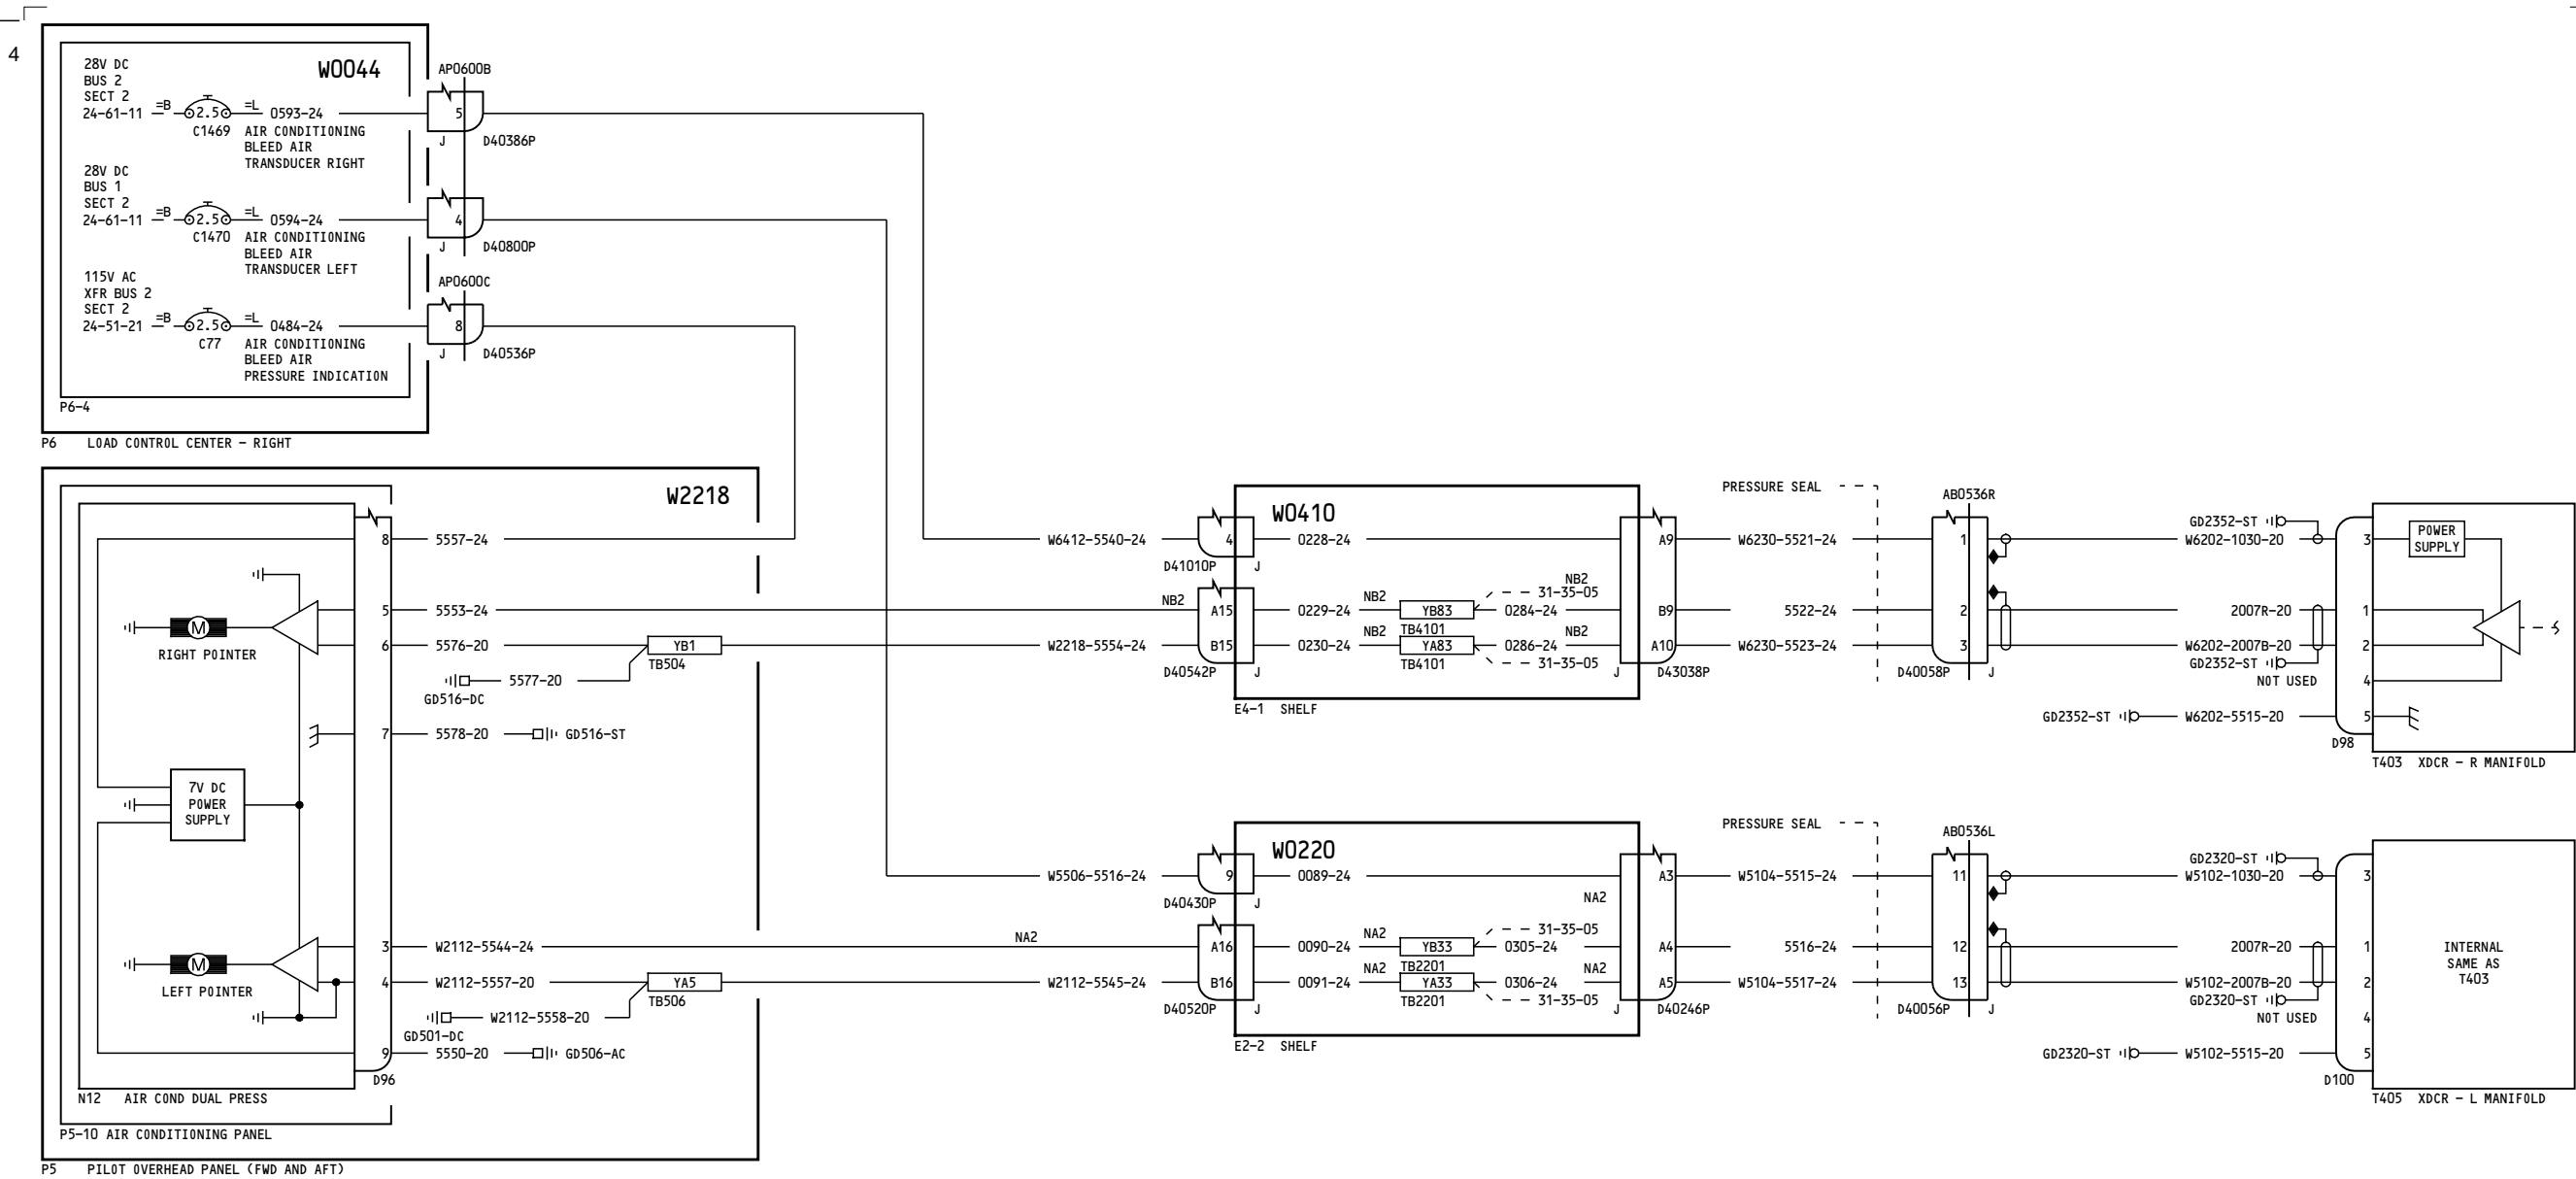 4
28V DC
BUS 2
SECT 2
24-61-11
=B
2.5
C1469
=L
0593-24
AIR CONDITIONING
BLEED AIR
TRANSDUCER RIGHT
W0044
28V DC
BUS 1
SECT 2
24-61-11
=B
2.5
C1470
=L
0594-24
AIR CONDITIONING
BLEED AIR
TRANSDUCER LEFT
115V AC
XFR BUS 2
SECT 2
24-51-21
=B
2.5
C77
=L
0484-24
AIR CONDITIONING
BLEED AIR
PRESSURE INDICATION
P6-4
P6 LOAD CONTROL CENTER - RIGHT
AP0600B
5
J
D40386P
4
J
D40800P
AP0600C
8
J
D40536P
W2218
8
5557-24
5
5553-24
6
5576-20
YB1
TB504
5577-20
GD516-DC
7
5578-20
GD516-ST
M
RIGHT POINTER
7V DC
POWER
SUPPLY
M
LEFT POINTER
3
W2112-5544-24
4
W2112-5557-20
YA5
TB506
W2112-5558-20
GD501-DC
9
5550-20
GD506-AC
D96
N12 AIR COND DUAL PRESS
P5-10 AIR CONDITIONING PANEL
P5 PILOT OVERHEAD PANEL (FWD AND AFT)
W6412-5540-24
4
D41010P
J
NB2
A15
W2218-5554-24
B15
D40542P
J
W0410
0228-24
0229-24
NB2
YB83
TB4101
31-35-05
NB2
0284-24
0230-24
NB2
YA83
TB4101
0286-24
NB2
31-35-05
A9
B9
A10
J
D43038P
E4-1 SHELF
PRESSURE SEAL
W6230-5521-24
5522-24
W6230-5523-24
AB0536R
1
2
3
D40058P
J
GD2352-ST
W6202-1030-20
2007R-20
W6202-2007B-20
GD2352-ST
NOT USED
GD2352-ST
W6202-5515-20
3
1
2
4
5
D98
POWER
SUPPLY
T403 XDCR - R MANIFOLD
W5506-5516-24
9
D40430P
J
NA2
A16
W2112-5545-24
B16
D40520P
J
W0220
0089-24
0090-24
NA2
YB33
TB2201
31-35-05
NA2
0305-24
0091-24
NA2
YA33
TB2201
0306-24
NA2
31-35-05
A3
A4
A5
J
D40246P
E2-2 SHELF
PRESSURE SEAL
W5104-5515-24
5516-24
W5104-5517-24
AB0536L
11
12
13
D40056P
J
GD2320-ST
W5102-1030-20
2007R-20
W5102-2007B-20
GD2320-ST
NOT USED
GD2320-ST
W5102-5515-20
3
1
2
4
5
D100
INTERNAL
SAME AS
T403
T405 XDCR - L MANIFOLD